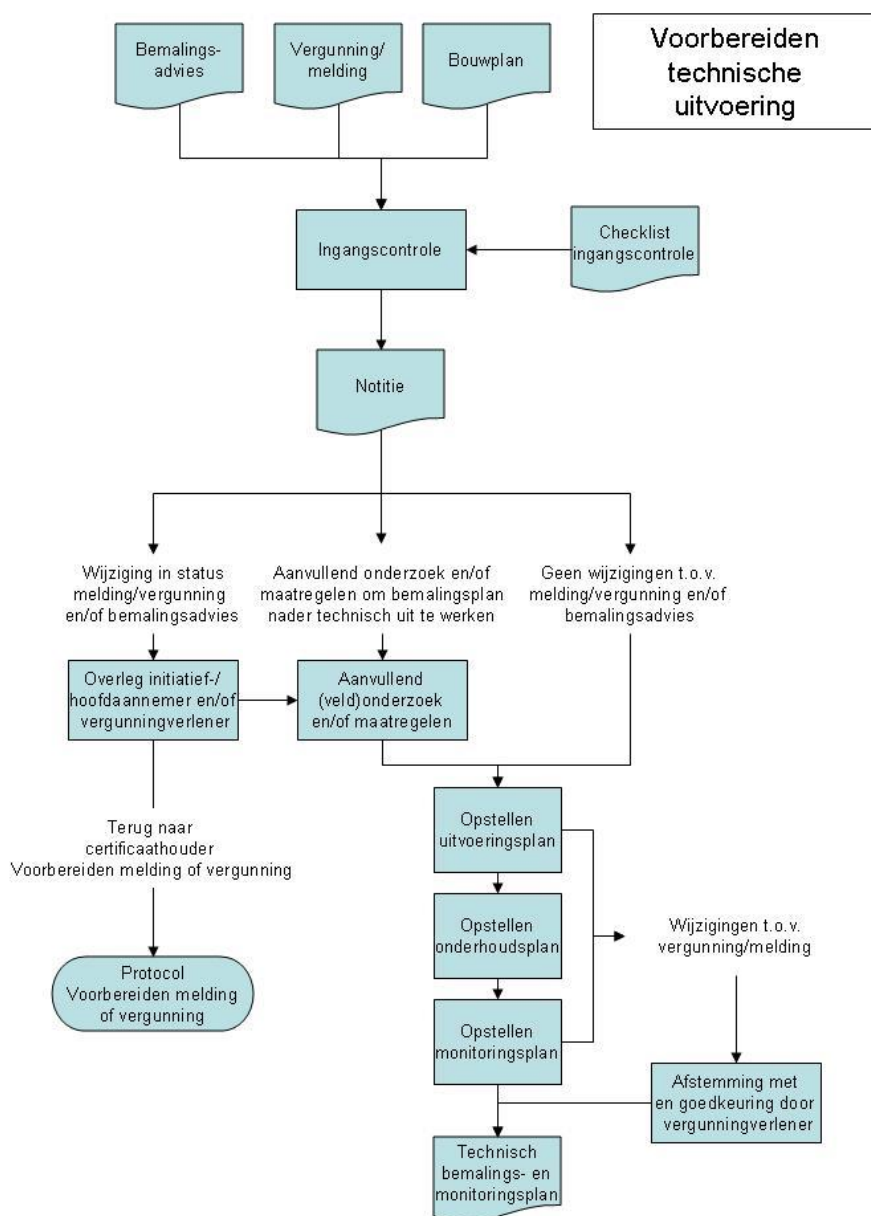 Bemalings-
advies
Vergunning/
melding
Bouwplan
Voorbereiden
technische
uitvoering
Ingangscontrole
Checklist
ingangscontrole
Notitie
Wijziging in status
melding/vergunning
en/of bemalingsadvies
Aanvullend onderzoek en/of
maatregelen om bemalingsplan
nader technisch uit te werken
Geen wijzigingen t.o.v.
melding/vergunning en/of
bemalingsadvies
Overleg initiatief-/
hoofdaannemer en/of
vergunningverlener
Aanvullend
(veld)onderzoek
en/of maatregelen
Terug naar
certificaathouder
Voorbereiden melding of vergunning
Opstellen
uitvoeringsplan
Opstellen
onderhoudsplan
Wijzigingen t.o.v.
vergunning/melding
Protocol
Voorbereiden melding
of vergunning
Opstellen
monitoringsplan
Afstemming met
en goedkeuring door
vergunningverlener
Technisch
bemalings- en
monitoringsplan